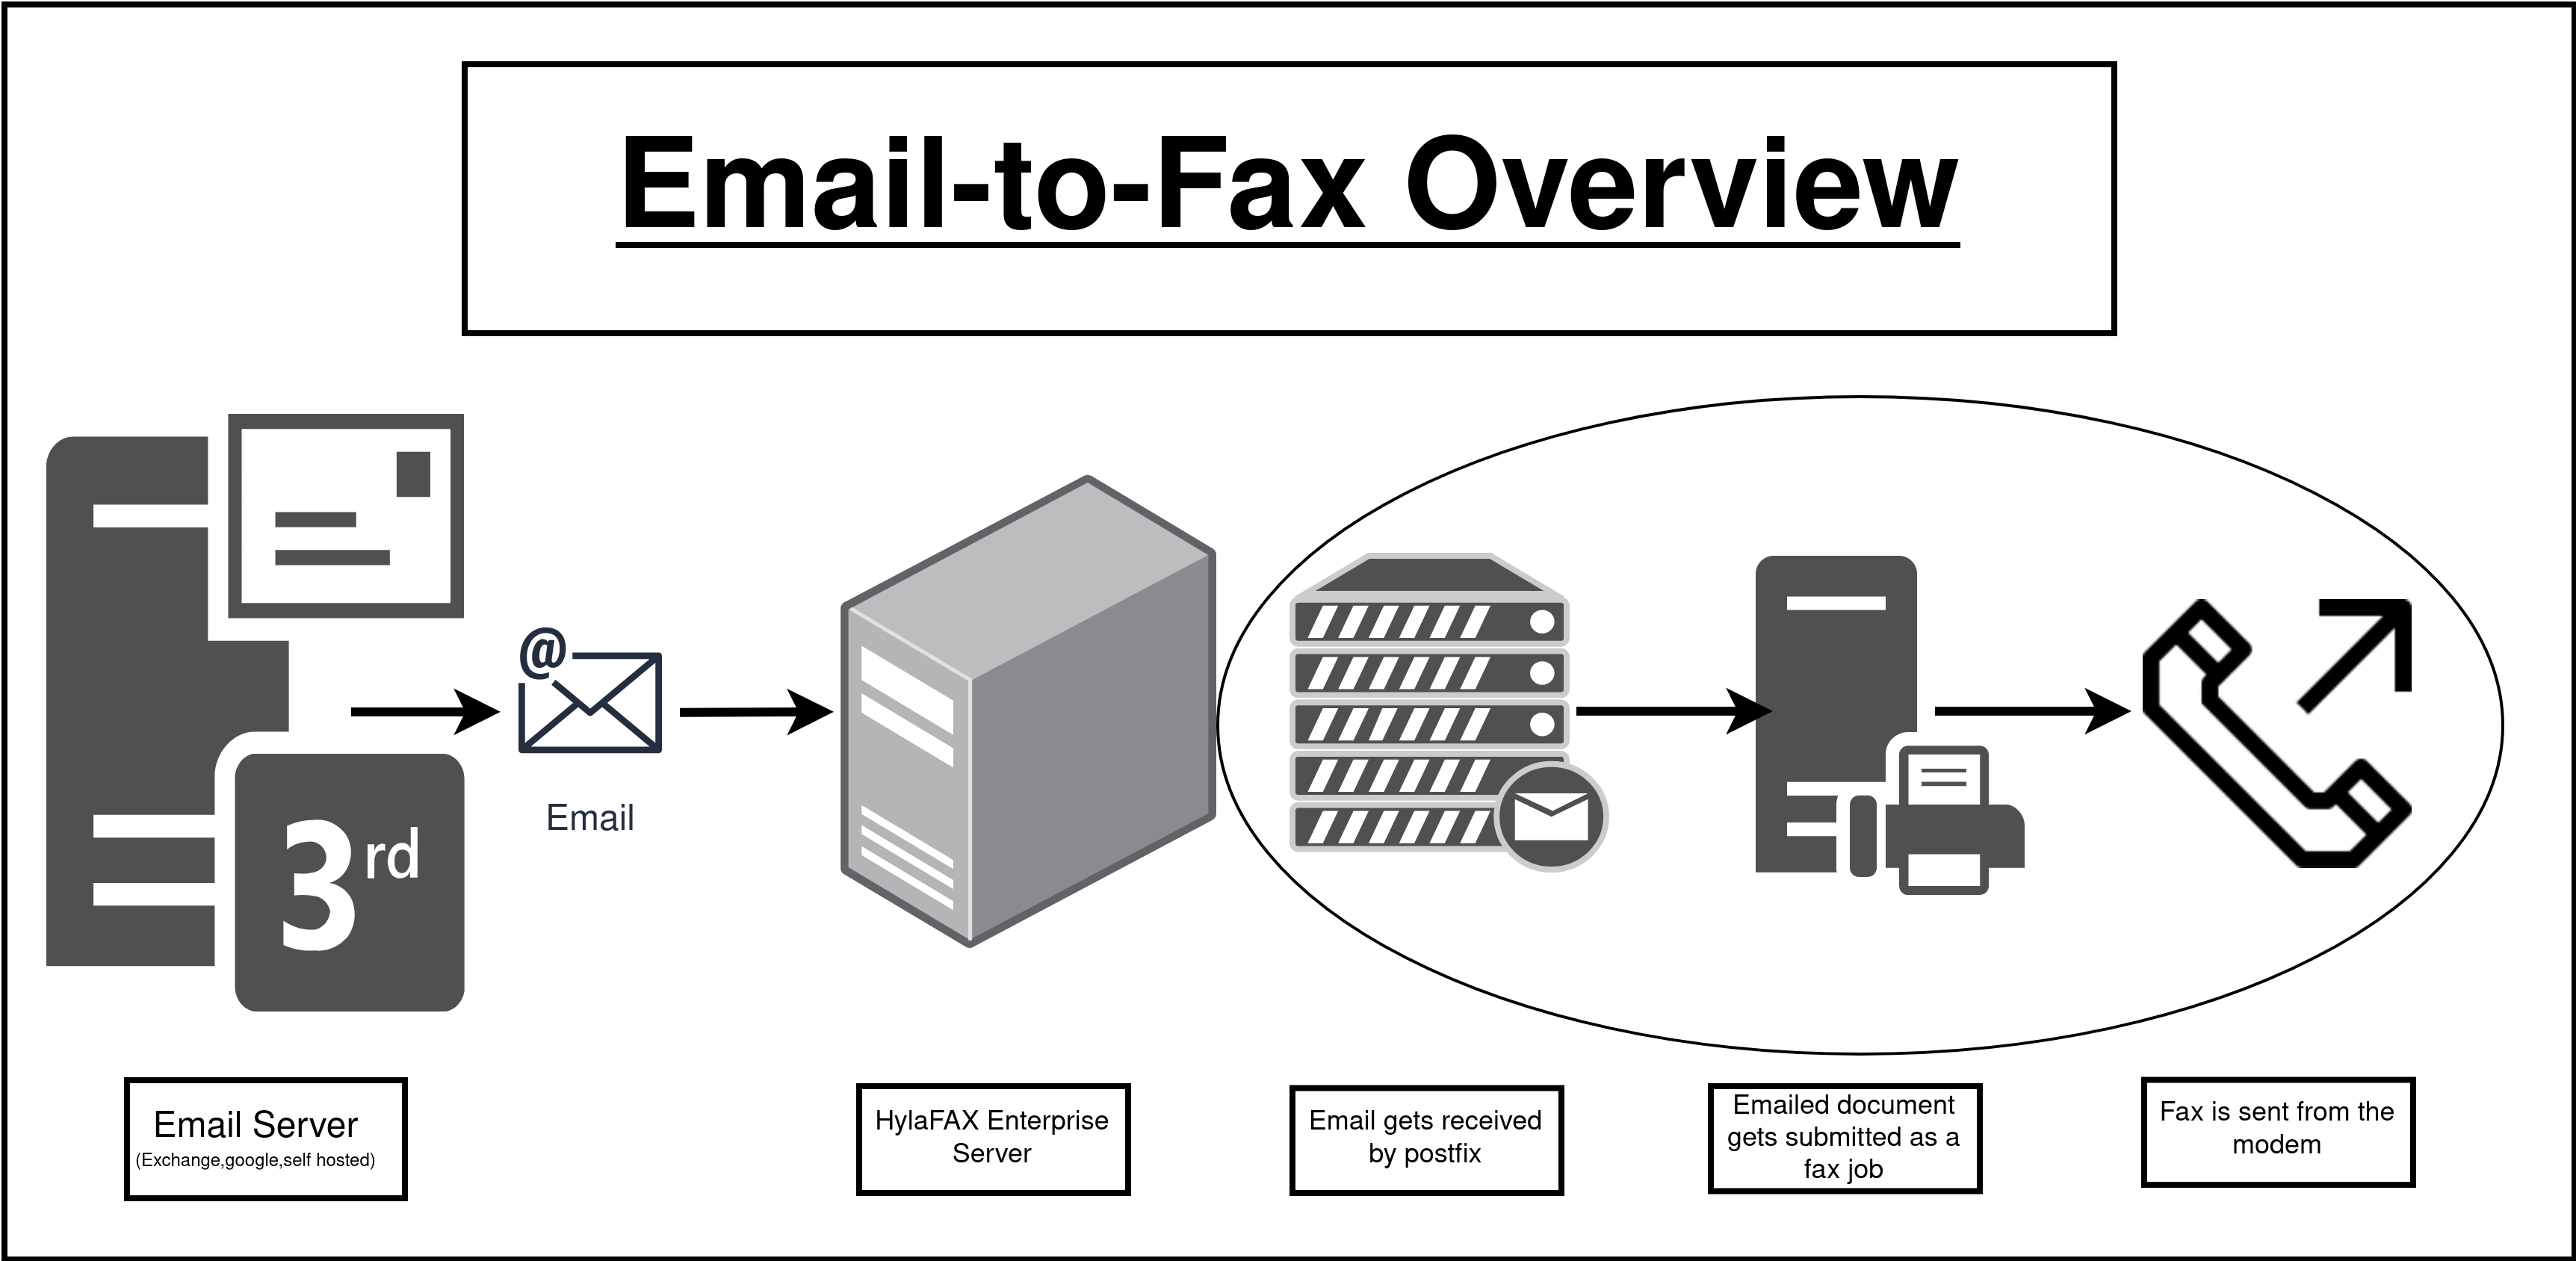 Email-to-Fax Overview
@
Email
3rd
Email Server
(Exchange,google,self hosted)
HylaFAX Enterprise
Server
Email gets received
by postfix
Emailed document
gets submitted as a
fax job
Fax is sent from the
modem